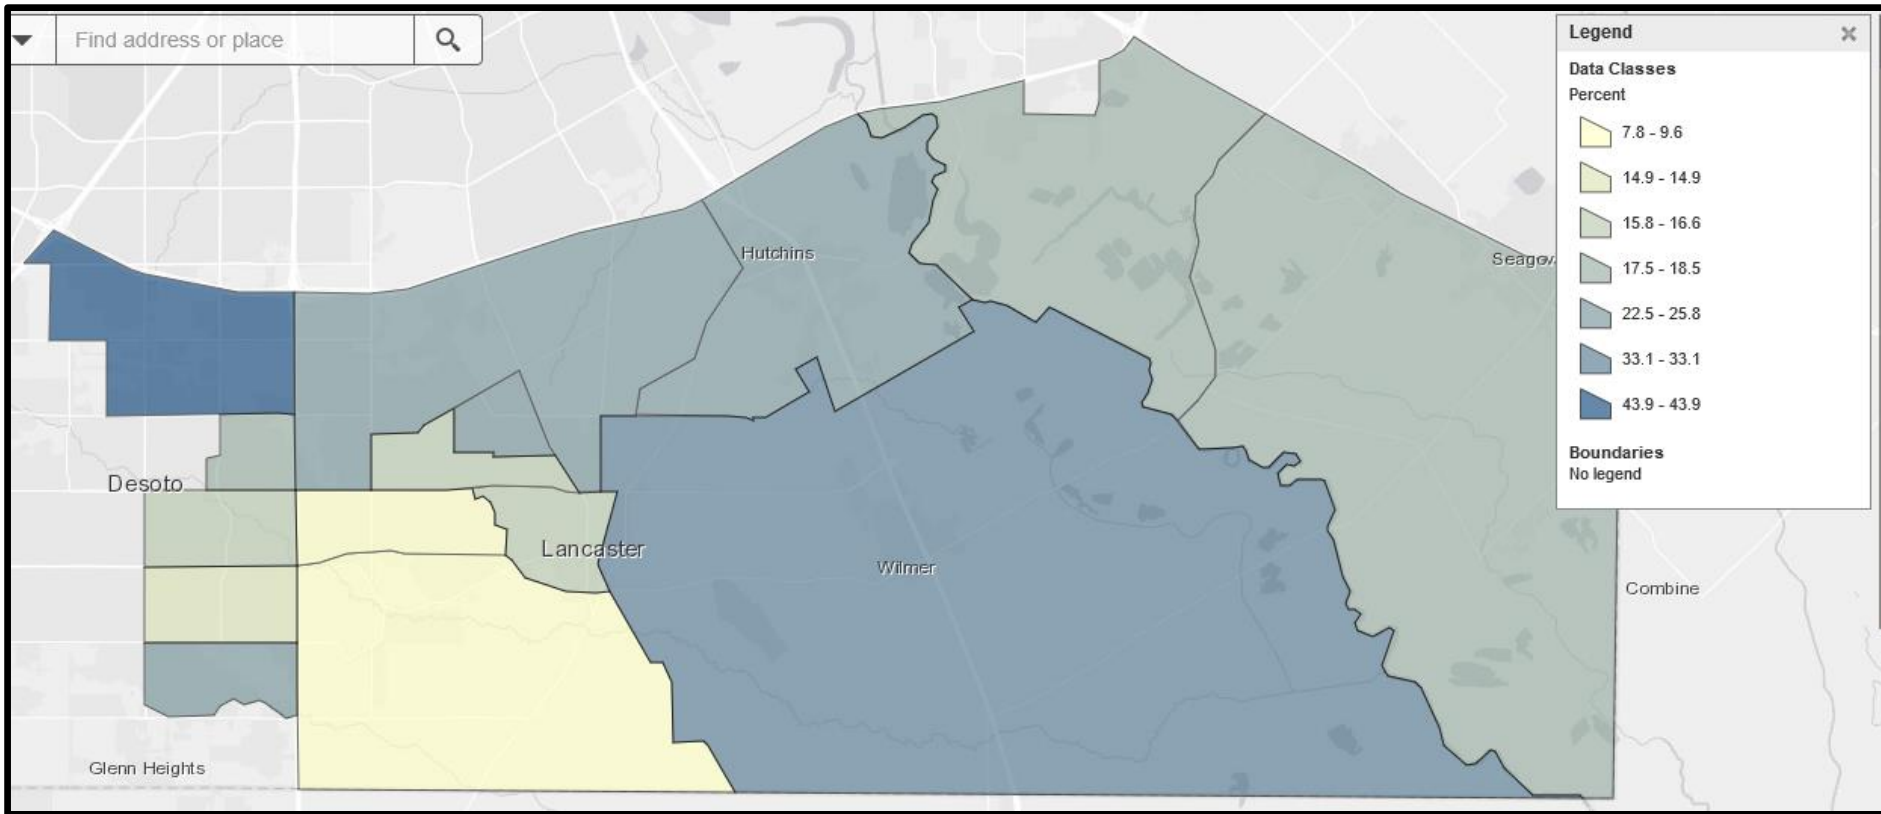 Find address or place
Legend
Data Classes
Percent
7.8 - 9.6
14.9 - 14.9
15.8 - 16.6
17.5 - 18.5
22.5 - 25.8
33.1 - 33.1
43.9 - 43.9
Boundaries
No legend
Hutchins
Seagov
Desoto
Lancaster
Wilmer
Combine
Glenn Heights